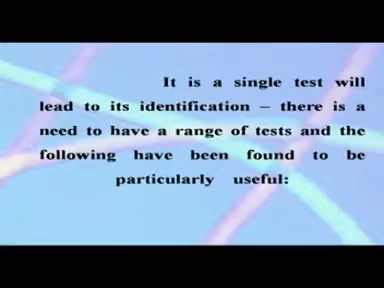 It is a single test will
lead to its identification – there is a
need to have a range of tests and the
following have been found to be
particularly useful: